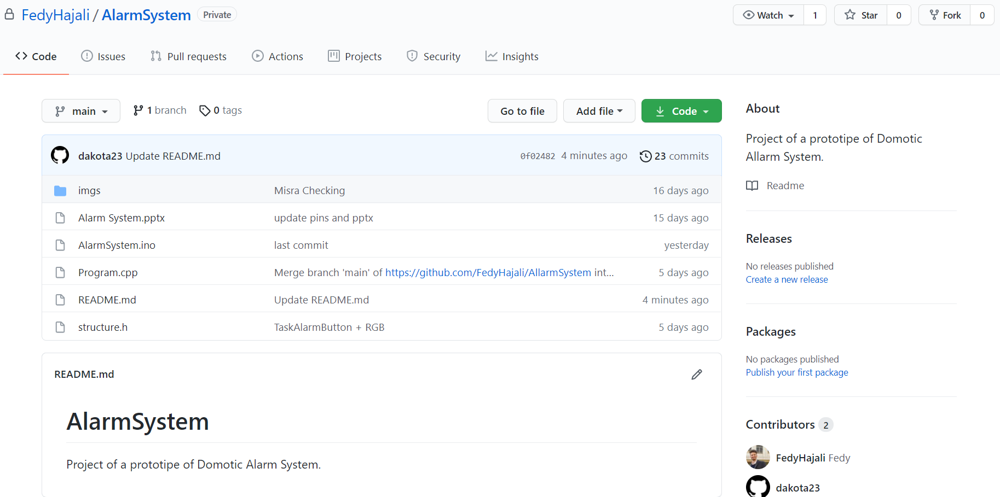 FedyHajali / AlarmSystem Private
Watch 1 Star 0 Fork 0
Code Issues Pull requests Actions Projects Security Insights
main 1 branch 0 tags Go to file Add file Code
dakota23 Update README.md 0f02482 4 minutes ago 23 commits
imgs Misra Checking 16 days ago
Alarm System.pptx update pins and pptx 15 days ago
AlarmSystem.ino last commit yesterday
Program.cpp Merge branch 'main' of https://github.com/FedyHajali/AllarmSystem int... 5 days ago
README.md Update README.md 4 minutes ago
structure.h TaskAlarmButton + RGB 5 days ago
README.md
AlarmSystem
Project of a prototipe of Domotic Alarm System.
About
Project of a prototipe of Domotic
Allarm System.
Readme
Releases
No releases published
Create a new release
Packages
No packages published
Publish your first package
Contributors 2
FedyHajali Fedy
dakota23